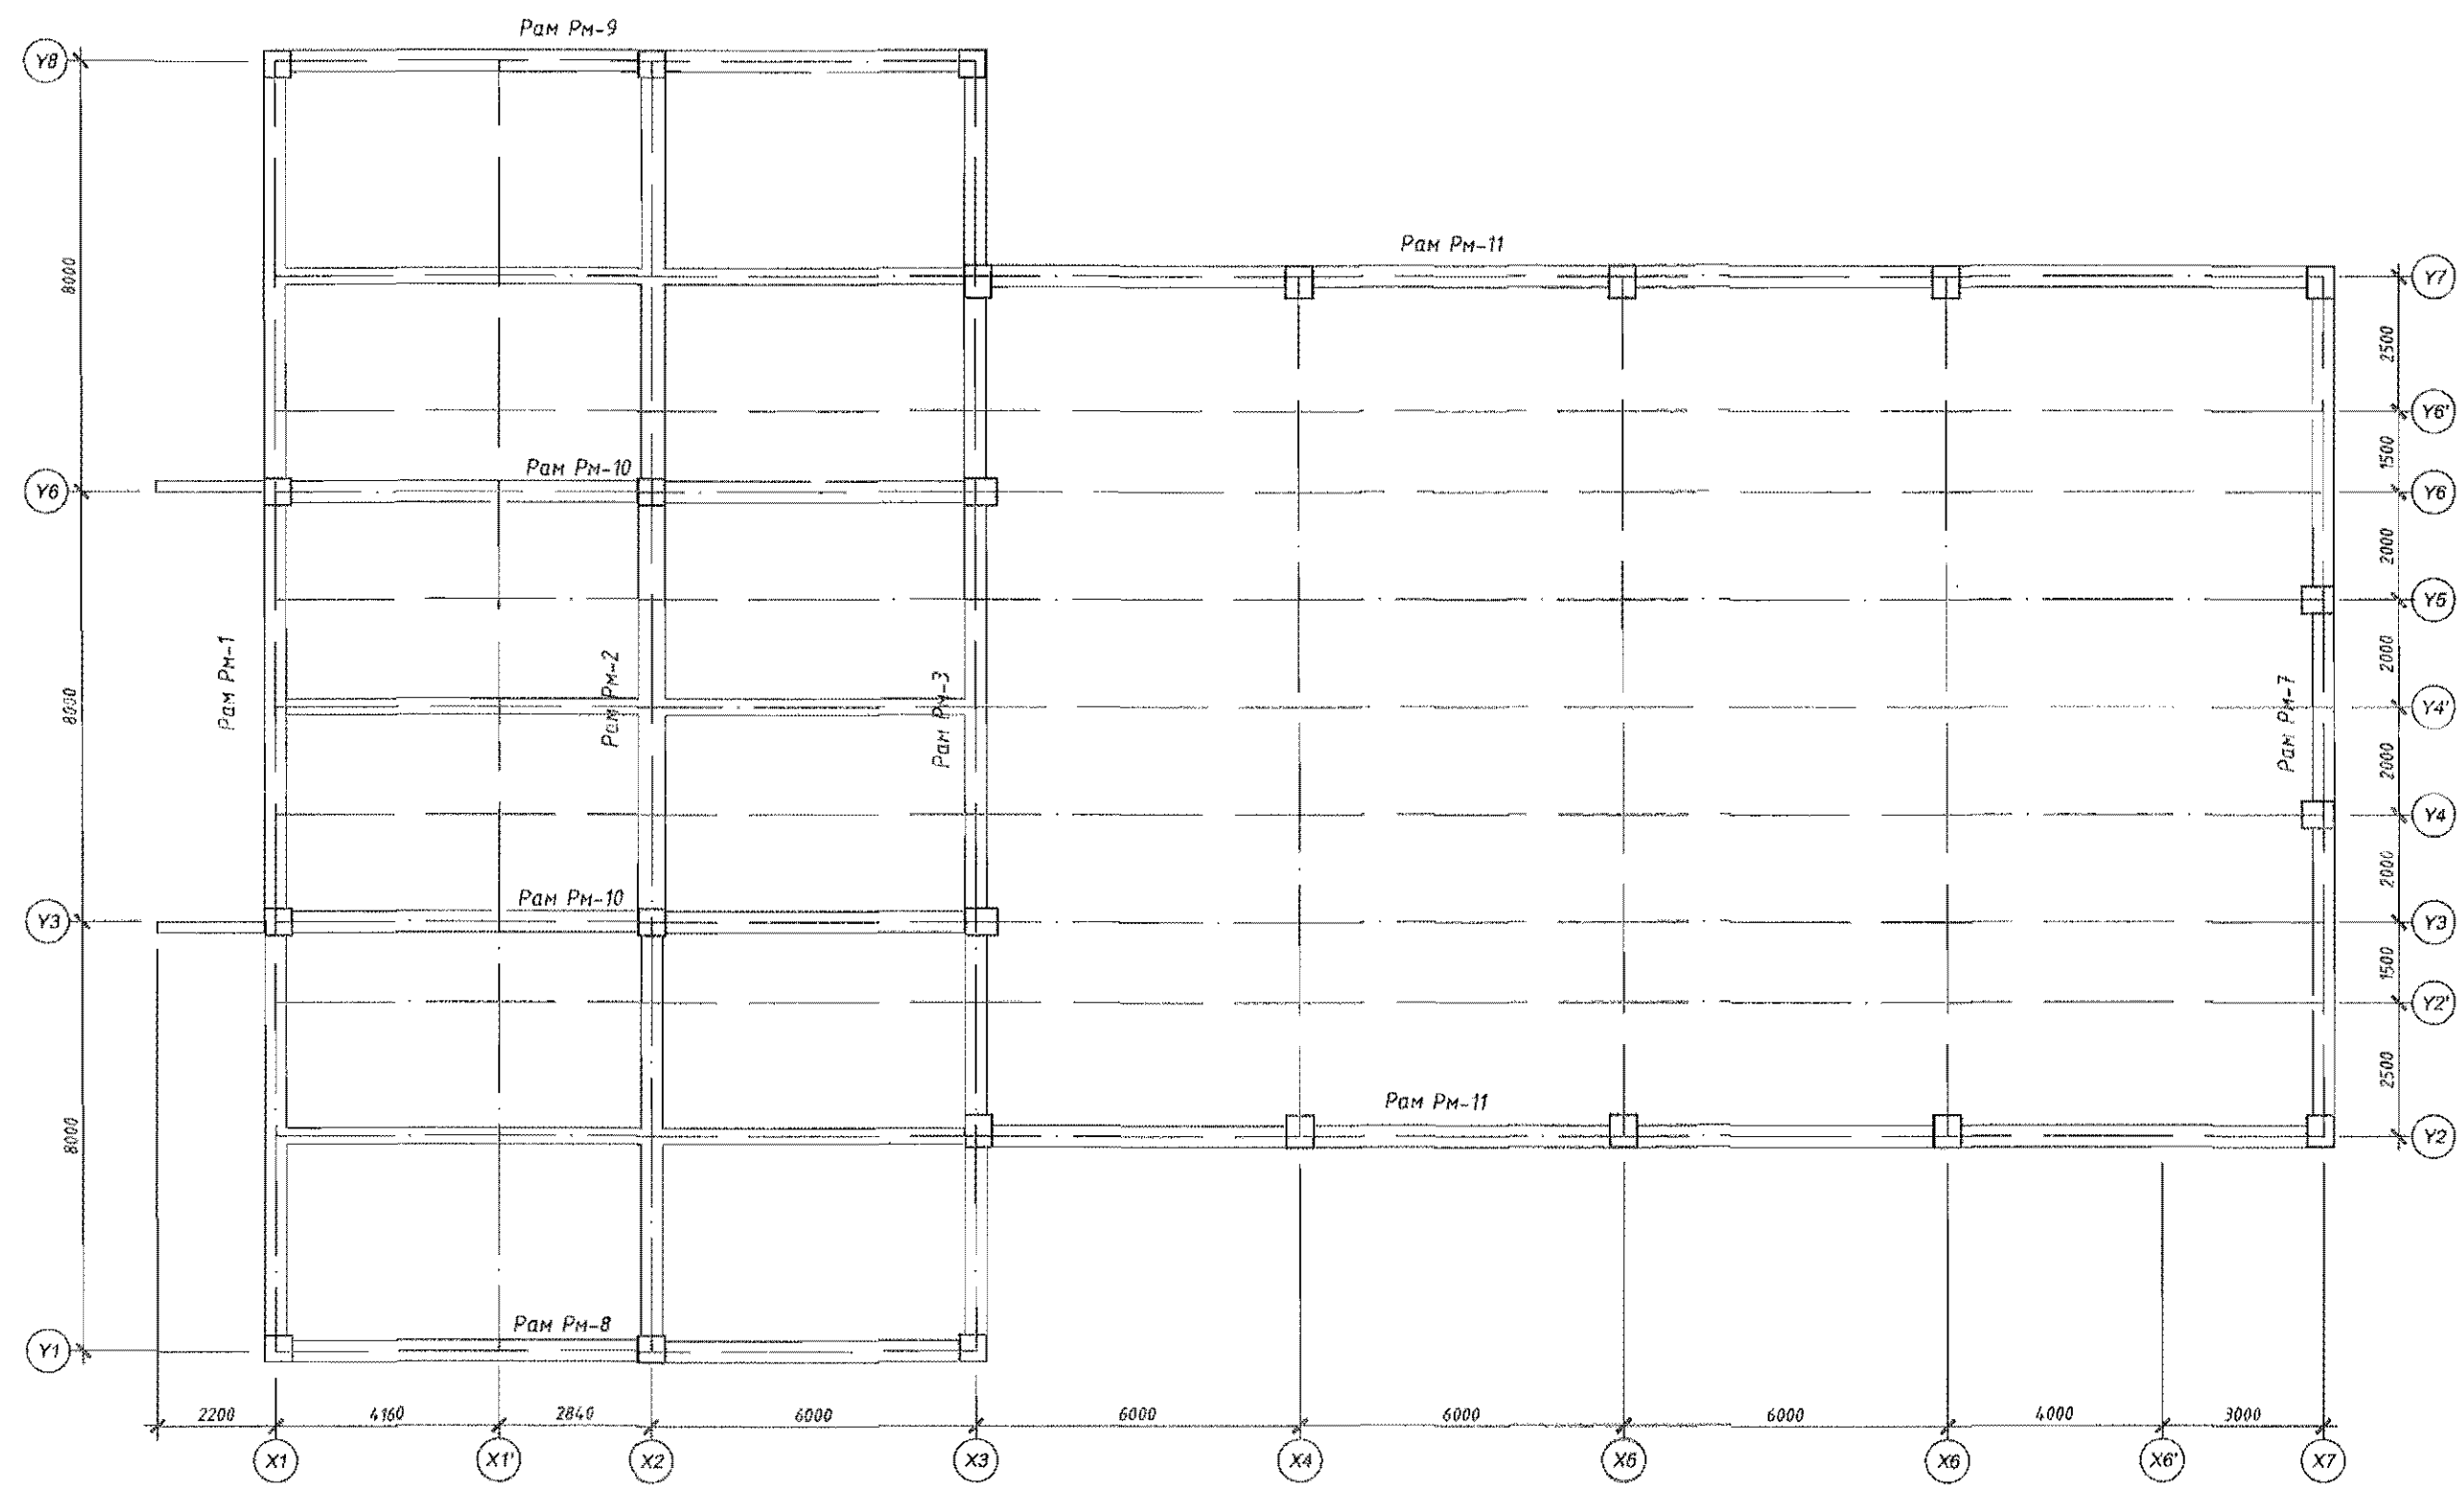 Рам Рм-9
Y8
8000
Рам Рм-11
Y7
2500
Y6'
1500
Рам Рм-10
Y6
Y6
2000
Y5
Рам Рм-1
Рам Рм-2
Рам Рм-3
8000
2000
Y4'
Рам Рм-7
2000
Y4
2000
Рам Рм-10
Y3
Y3
1500
Y2'
2500
Рам Рм-11
8000
Y2
Рам Рм-8
Y1
2200 4160 2840 6000 6000 6000 6000 4000 3000
X1 X1' X2 X3 X4 X6 X6 X6' X7